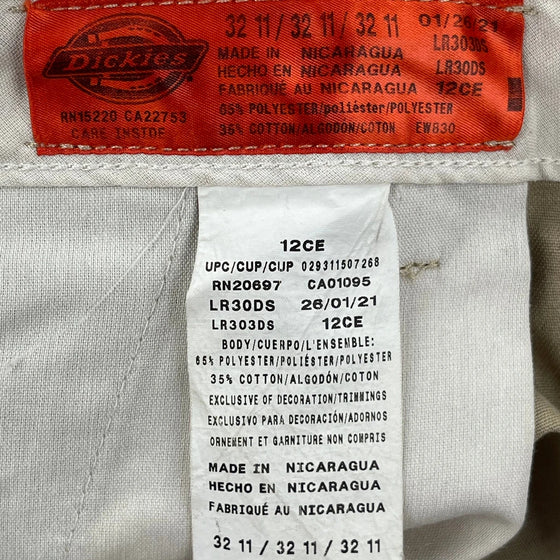 Dickies
RN15220 CA22753
CARE INSIDE
32 11 / 32 11 / 32 11
MADE IN NICARAGUA
HECHO EN NICARAGUA
FABRIQUÉ AU NICARAGUA
65% POLYESTER/poliéster/POLYESTER
35% COTTON/ALGODON/COTON
01/26/21
LR303DS
LR30DS
12CE
EW830
12CE
UPC/CUP/CUP 029311507268
RN20697 CA01095
LR30DS 26/01/21
LR303DS 12CE
BODY/CUERPO/L'ENSEMBLE:
65% POLYESTER/POLIÉSTER/POLYESTER
35% COTTON/ALGODÓN/COTON
EXCLUSIVE OF DECORATION/TRIMMINGS
EXCLUSIVO PARA DECORACIÓN/ADORNOS
ORNEMENT ET GARNITURE NON COMPRIS
MADE IN NICARAGUA
HECHO EN NICARAGUA
FABRIQUÉ AU NICARAGUA
32 11 / 32 11 / 32 11